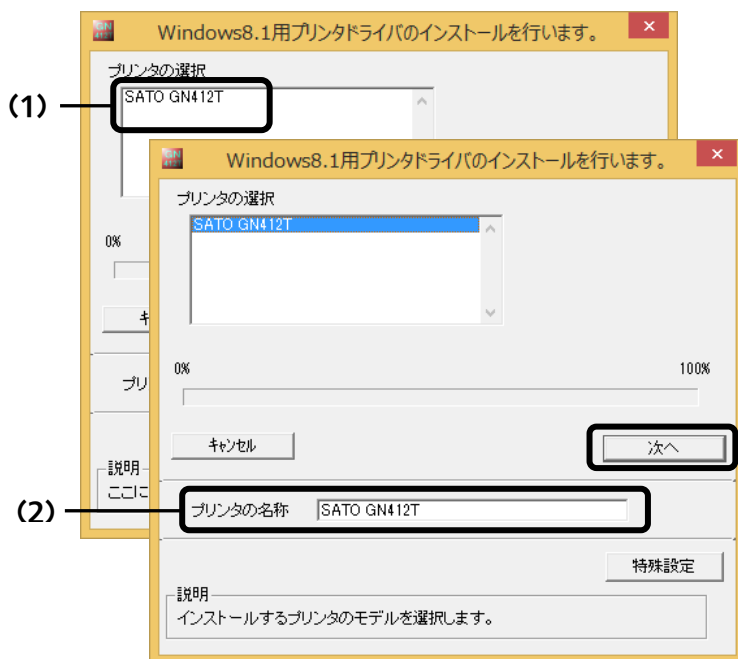 Windows8.1用プリンタドライバのインストールを行います。
プリンタの選択
(1)
SATO GN412T
0%
キ
プリ
説明
ここに
Windows8.1用プリンタドライバのインストールを行います。
プリンタの選択
SATO GN412T
0%
100%
キャンセル
次へ
(2)
プリンタの名称
SATO GN412T
特殊設定
説明
インストールするプリンタのモデルを選択します。